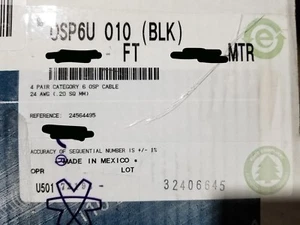 OSP6U 010 (BLK)
FT MTR
4 PAIR CATEGORY 6 OSP CABLE
24 AWG (.20 SQ MM)
REFERENCE: 24564495
ACCURACY OF SEQUENTIAL NUMBER IS +/- 1%
MADE IN MEXICO
OPR LOT
U501
32406645